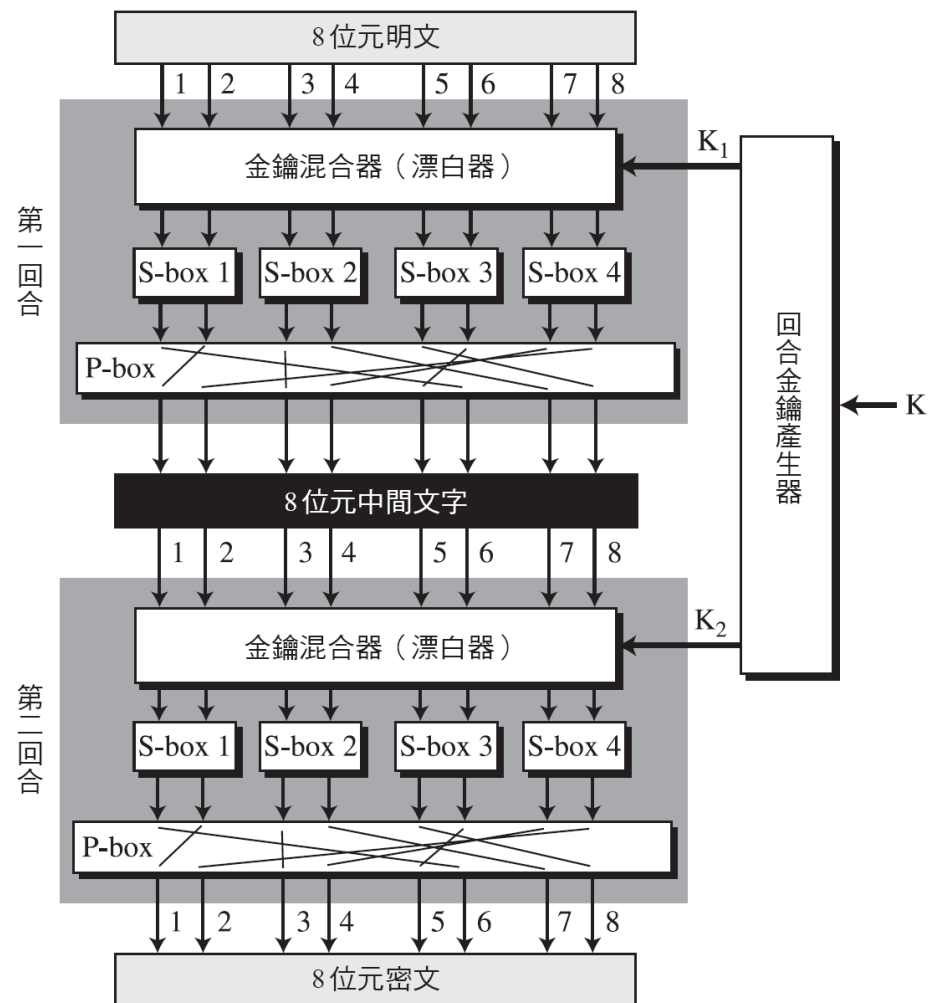 8位元明文
1 2 3 4 5 6 7 8
第一回合
金鑰混合器（漂白器）
K1
S-box 1 S-box 2 S-box 3 S-box 4
P-box
回合金鑰產生器
K
8位元中間文字
1 2 3 4 5 6 7 8
第二回合
金鑰混合器（漂白器）
K2
S-box 1 S-box 2 S-box 3 S-box 4
P-box
1 2 3 4 5 6 7 8
8位元密文